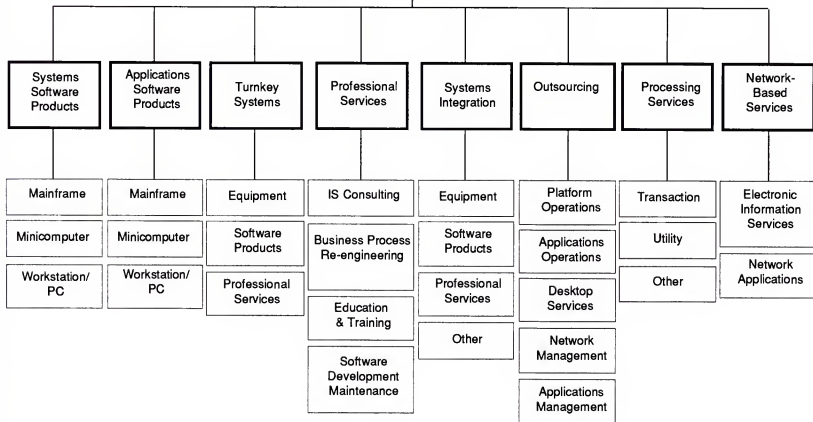 Systems
Software
Products
Applications
Software
Products
Turnkey
Systems
Professional
Services
Systems
Integration
Outsourcing
Processing
Services
Network-
Based
Services
Mainframe
Minicomputer
Workstation/
PC
Mainframe
Minicomputer
Workstation/
PC
Equipment
Software
Products
Professional
Services
IS Consulting
Business Process
Re-engineering
Education
& Training
Software
Development
Maintenance
Equipment
Software
Products
Professional
Services
Other
Platform
Operations
Applications
Operations
Desktop
Services
Network
Management
Applications
Management
Transaction
Utility
Other
Electronic
Information
Services
Network
Applications